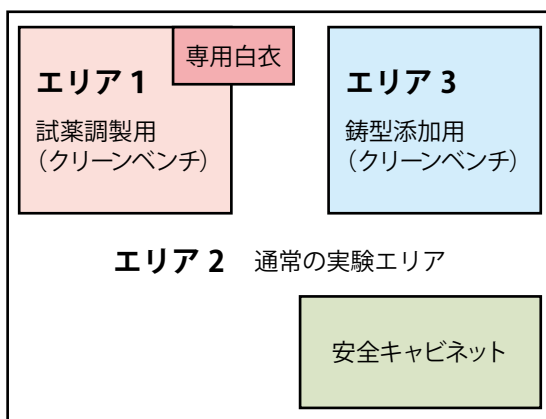 専用白衣
エリア 1
試薬調製用
(クリーンベンチ)
エリア 3
鋳型添加用
(クリーンベンチ)
エリア 2 通常の実験エリア
安全キャビネット